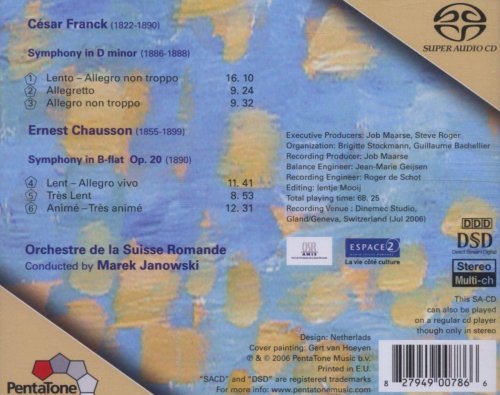 César Franck (1822-1890)
Symphony in D minor (1886-1888)
1 Lento – Allegro non troppo 16. 10
2 Allegretto 9. 24
3 Allegro non troppo 9. 32
Ernest Chausson (1855-1899)
Symphony in B-flat Op. 20 (1890)
4 Lent – Allegro vivo 11. 41
5 Très Lent 8. 53
6 Animé – Très animé 12. 31
Orchestre de la Suisse Romande
Conducted by Marek Janowski
SUPER AUDIO CD
Executive Producers: Job Maarse, Steve Roger
Organization: Brigitte Stockmann, Guillaume Bachellier
Recording Producer: Job Maarse
Balance Engineer: Jean-Marie Geijsen
Recording Engineer: Roger de Schot
Editing: Ientje Mooij
Total playing time: 68. 25
Recording Venue : Dinemec Studio,
Gland/Geneva, Switzerland (Jul 2006)
OSR
AMIS
ESPACE 2
La vie côté culture
DDD
DSD
Direct Stream Digital
Stereo
Multi-ch
This SA-CD
can also be played
on a regular cd player
though only in stereo
Design: Netherlads
Cover painting: Gert van Hoeyen
℗ & © 2006 PentaTone Music b.v.
Printed in E.U.
"SACD" and "DSD" are registered trademarks
For more info: www.pentatonemusic.com
PentaTone
8 27949 00786 6